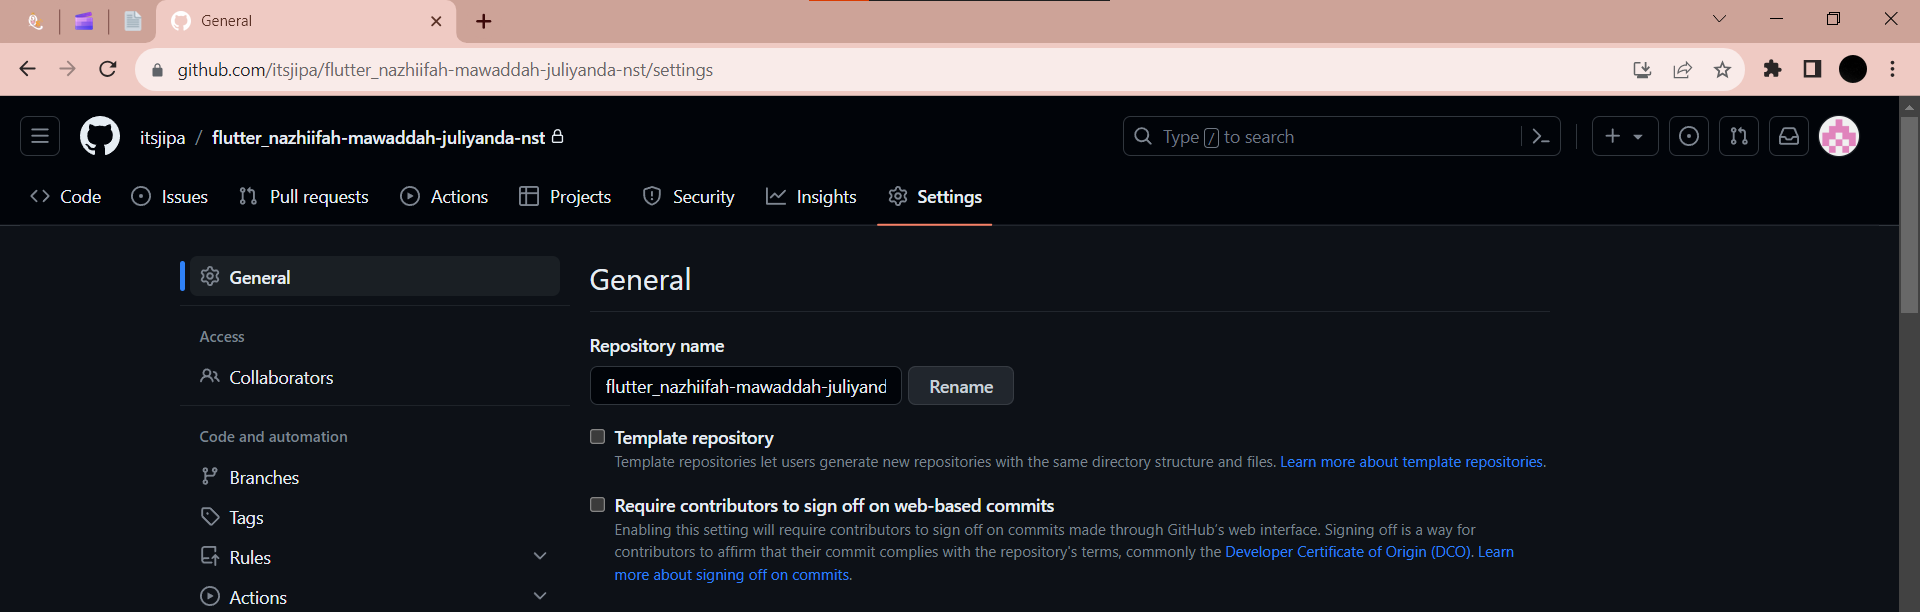 General
github.com/itsjipa/flutter_nazhiifah-mawaddah-juliyanda-nst/settings
itsjipa / flutter_nazhiifah-mawaddah-juliyanda-nst
Type / to search
Code Issues Pull requests Actions Projects Security Insights Settings
General
Access
Collaborators
Code and automation
Branches
Tags
Rules
Actions
General
Repository name
flutter_nazhiifah-mawaddah-juliyand
Rename
Template repository
Template repositories let users generate new repositories with the same directory structure and files. Learn more about template repositories.
Require contributors to sign off on web-based commits
Enabling this setting will require contributors to sign off on commits made through GitHub's web interface. Signing off is a way for
contributors to affirm that their commit complies with the repository's terms, commonly the Developer Certificate of Origin (DCO). Learn
more about signing off on commits.